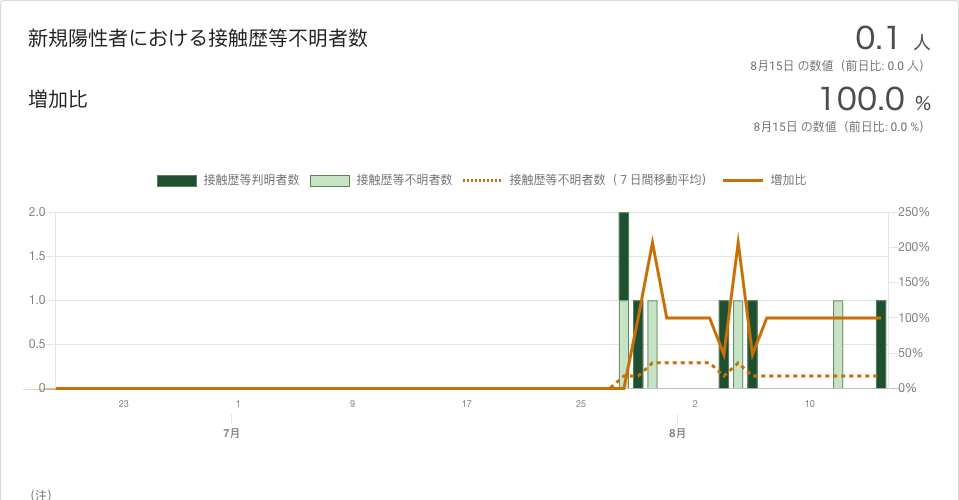 新規陽性者における接触歴等不明者数
0.1 人
8月15日 の数値（前日比: 0.0 人）
増加比
100.0 %
8月15日 の数値（前日比: 0.0 %）
接触歴等判明者数 接触歴等不明者数 接触歴等不明者数（７日間移動平均） 増加比
2.0 250%
200%
1.5
150%
1.0 100%
0.5 50%
0 0%
23 1 9 17 25 2 10
7月 8月
（注）